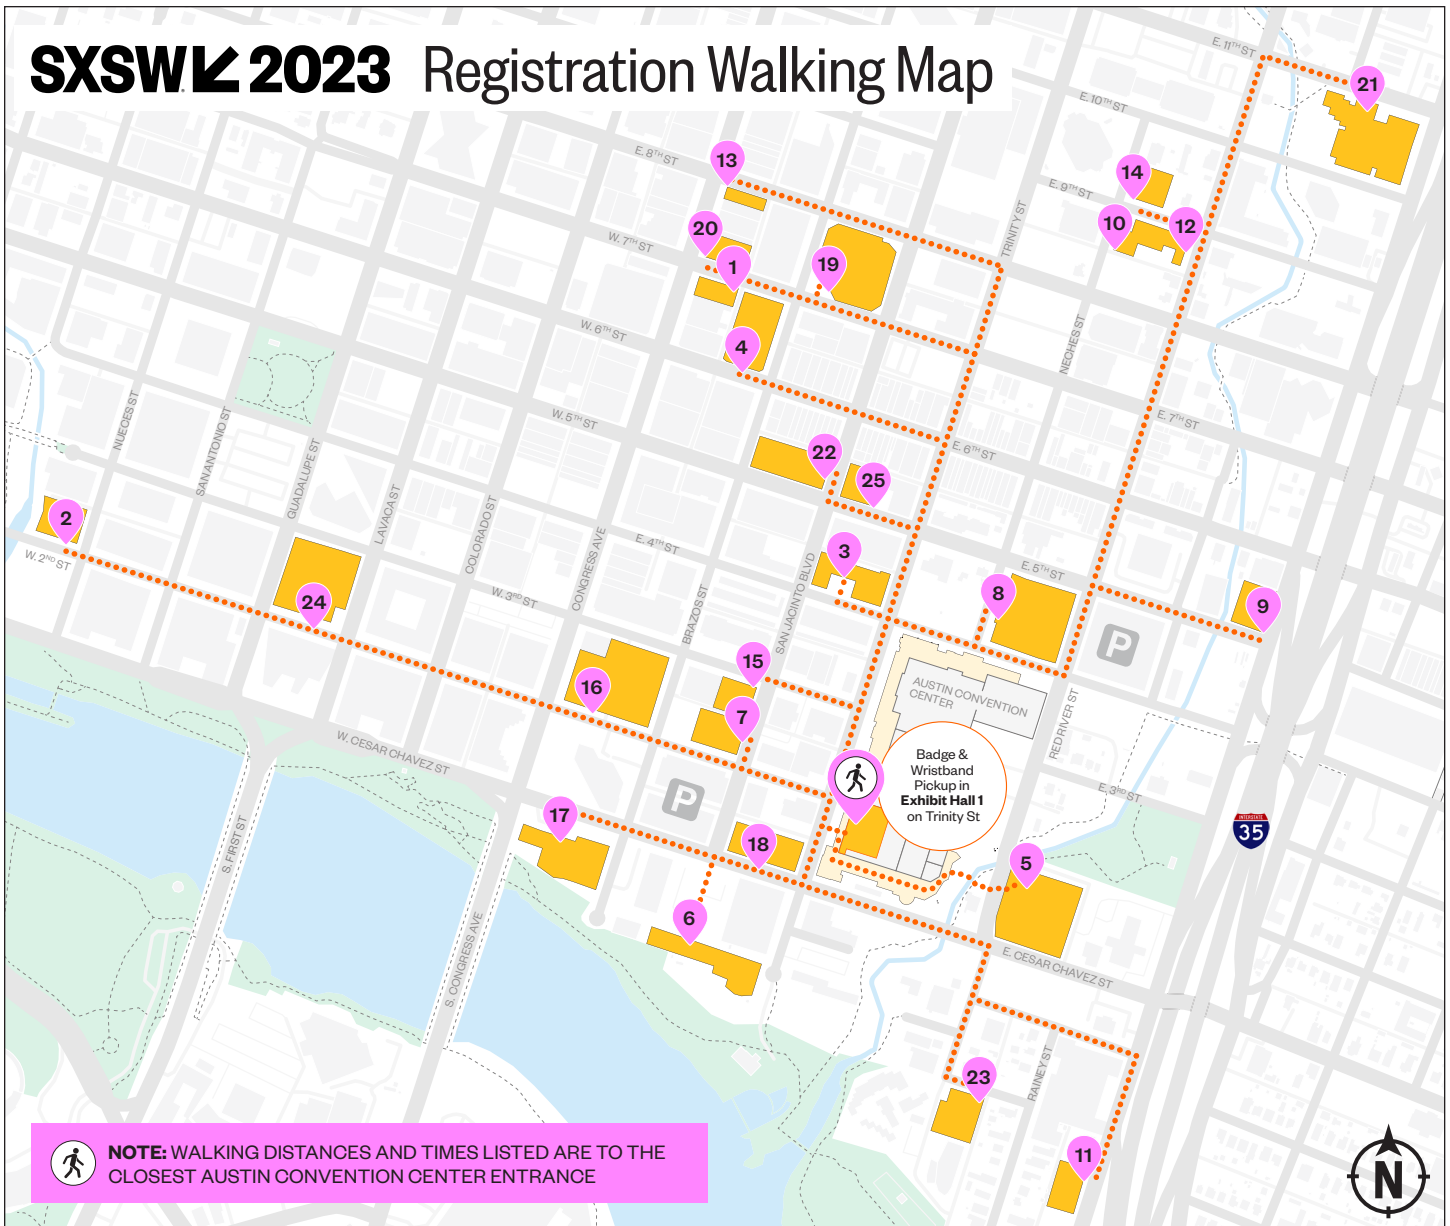 SXSW 2023 Registration Walking Map
E. 11TH ST
21
E. 10TH ST
E. 8TH ST
13
14
E. 9TH ST
10
12
TRINITY ST
20
W. 7TH ST
1
19
W. 6TH ST
4
NECHES ST
W. 5TH ST
E. 7TH ST
NUECES ST
SAN ANTONIO ST
GUADALUPE ST
LAVACA ST
COLORADO ST
CONGRESS AVE
22
E. 6TH ST
25
2
W. 2ND ST
E. 4TH ST
3
SAN JACINTO BLVD
E. 5TH ST
24
W. 3RD ST
BRAZOS ST
8
9
P
15
16
7
AUSTIN CONVENTION
CENTER
RED RIVER ST
W. CESAR CHAVEZ ST
Badge &
Wristband
Pickup in
Exhibit Hall 1
on Trinity St
P
E. 3RD ST
17
18
INTERSTATE
35
S. FIRST ST
5
6
S. CONGRESS AVE
E. CESAR CHAVEZ ST
23
RAINEY ST
11
NOTE: WALKING DISTANCES AND TIMES LISTED ARE TO THE
CLOSEST AUSTIN CONVENTION CENTER ENTRANCE
N